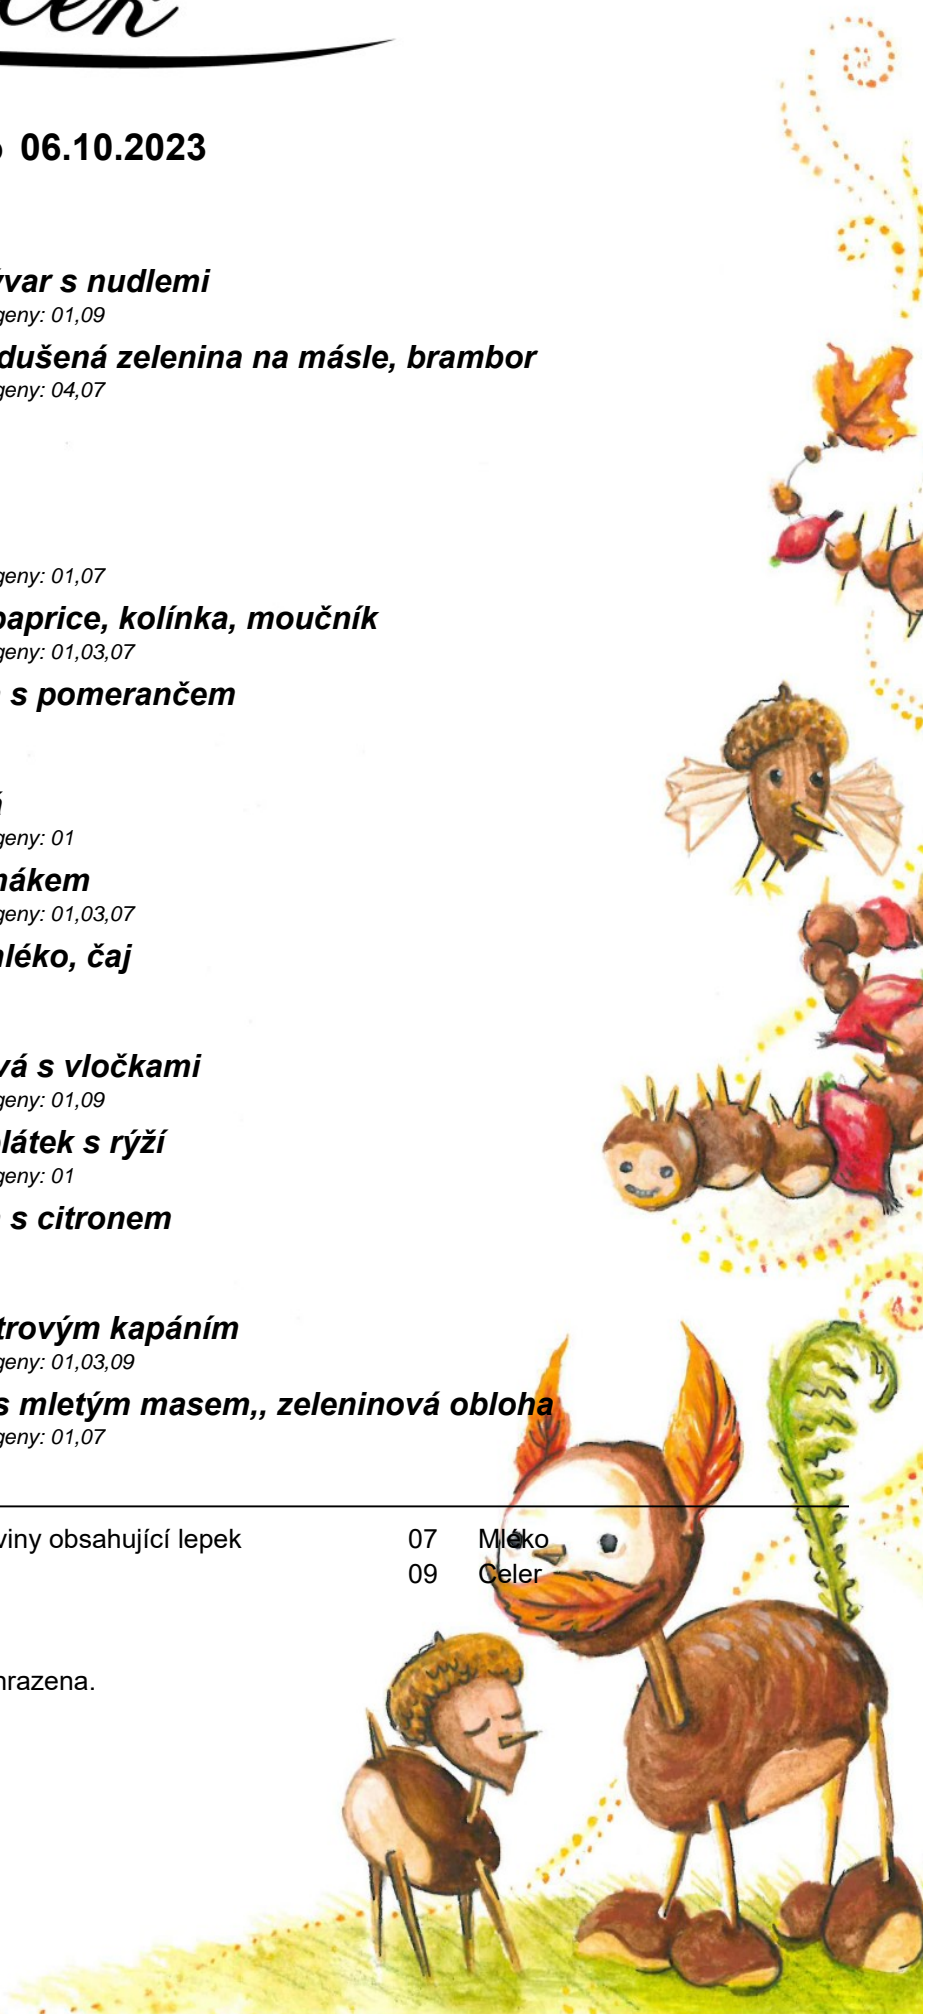 06.10.2023
var s nudlemi
geny: 01,09
dušená zelenina na másle, brambor
geny: 04,07
geny: 01,07
paprice, kolínka, moučník
geny: 01,03,07
s pomerančem
geny: 01
mákem
geny: 01,03,07
mléko, čaj
vá s vločkami
geny: 01,09
plátek s rýží
geny: 01
s citronem
trovým kapáním
geny: 01,03,09
s mletým masem,, zeleninová obloha
geny: 01,07
viny obsahující lepek 07 Mléko
09 Celer
hrazena.